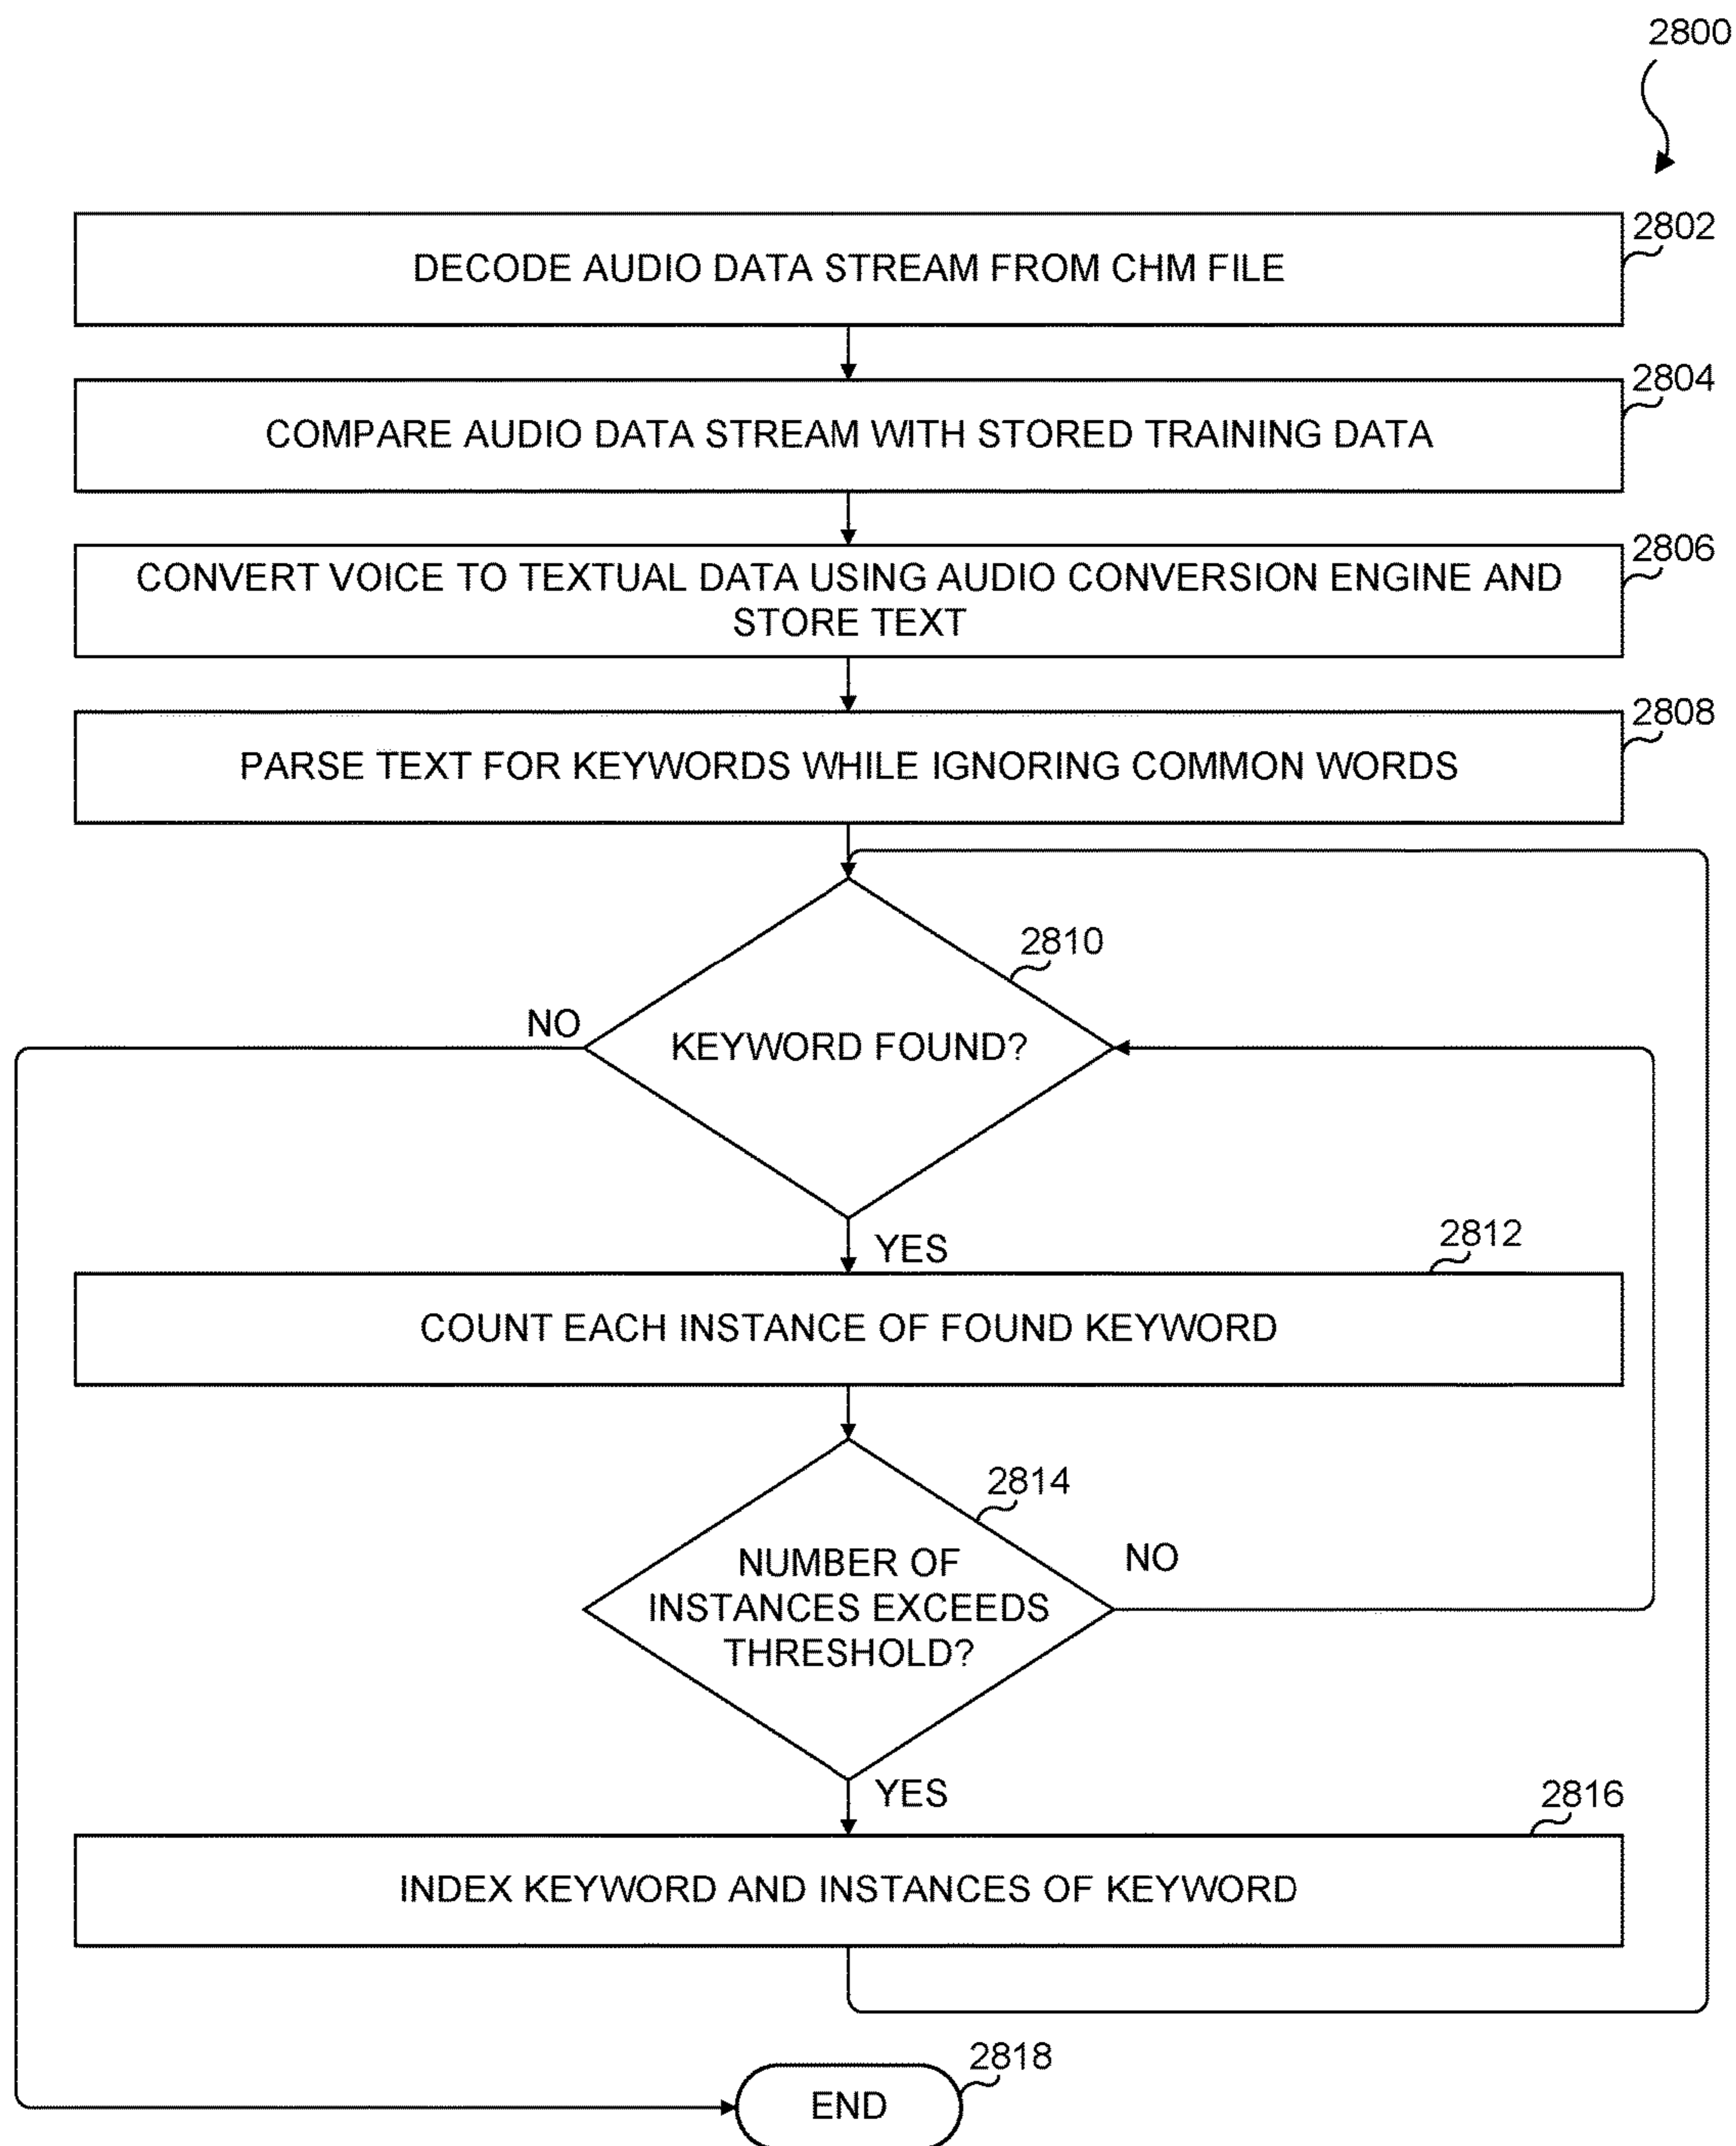 2800
2802
DECODE AUDIO DATA STREAM FROM CHM FILE
2804
COMPARE AUDIO DATA STREAM WITH STORED TRAINING DATA
2806
CONVERT VOICE TO TEXTUAL DATA USING AUDIO CONVERSION ENGINE AND
STORE TEXT
2808
PARSE TEXT FOR KEYWORDS WHILE IGNORING COMMON WORDS
2810
NO
KEYWORD FOUND?
YES
2812
COUNT EACH INSTANCE OF FOUND KEYWORD
2814
NO
NUMBER OF
INSTANCES EXCEEDS
THRESHOLD?
YES
2816
INDEX KEYWORD AND INSTANCES OF KEYWORD
2818
END